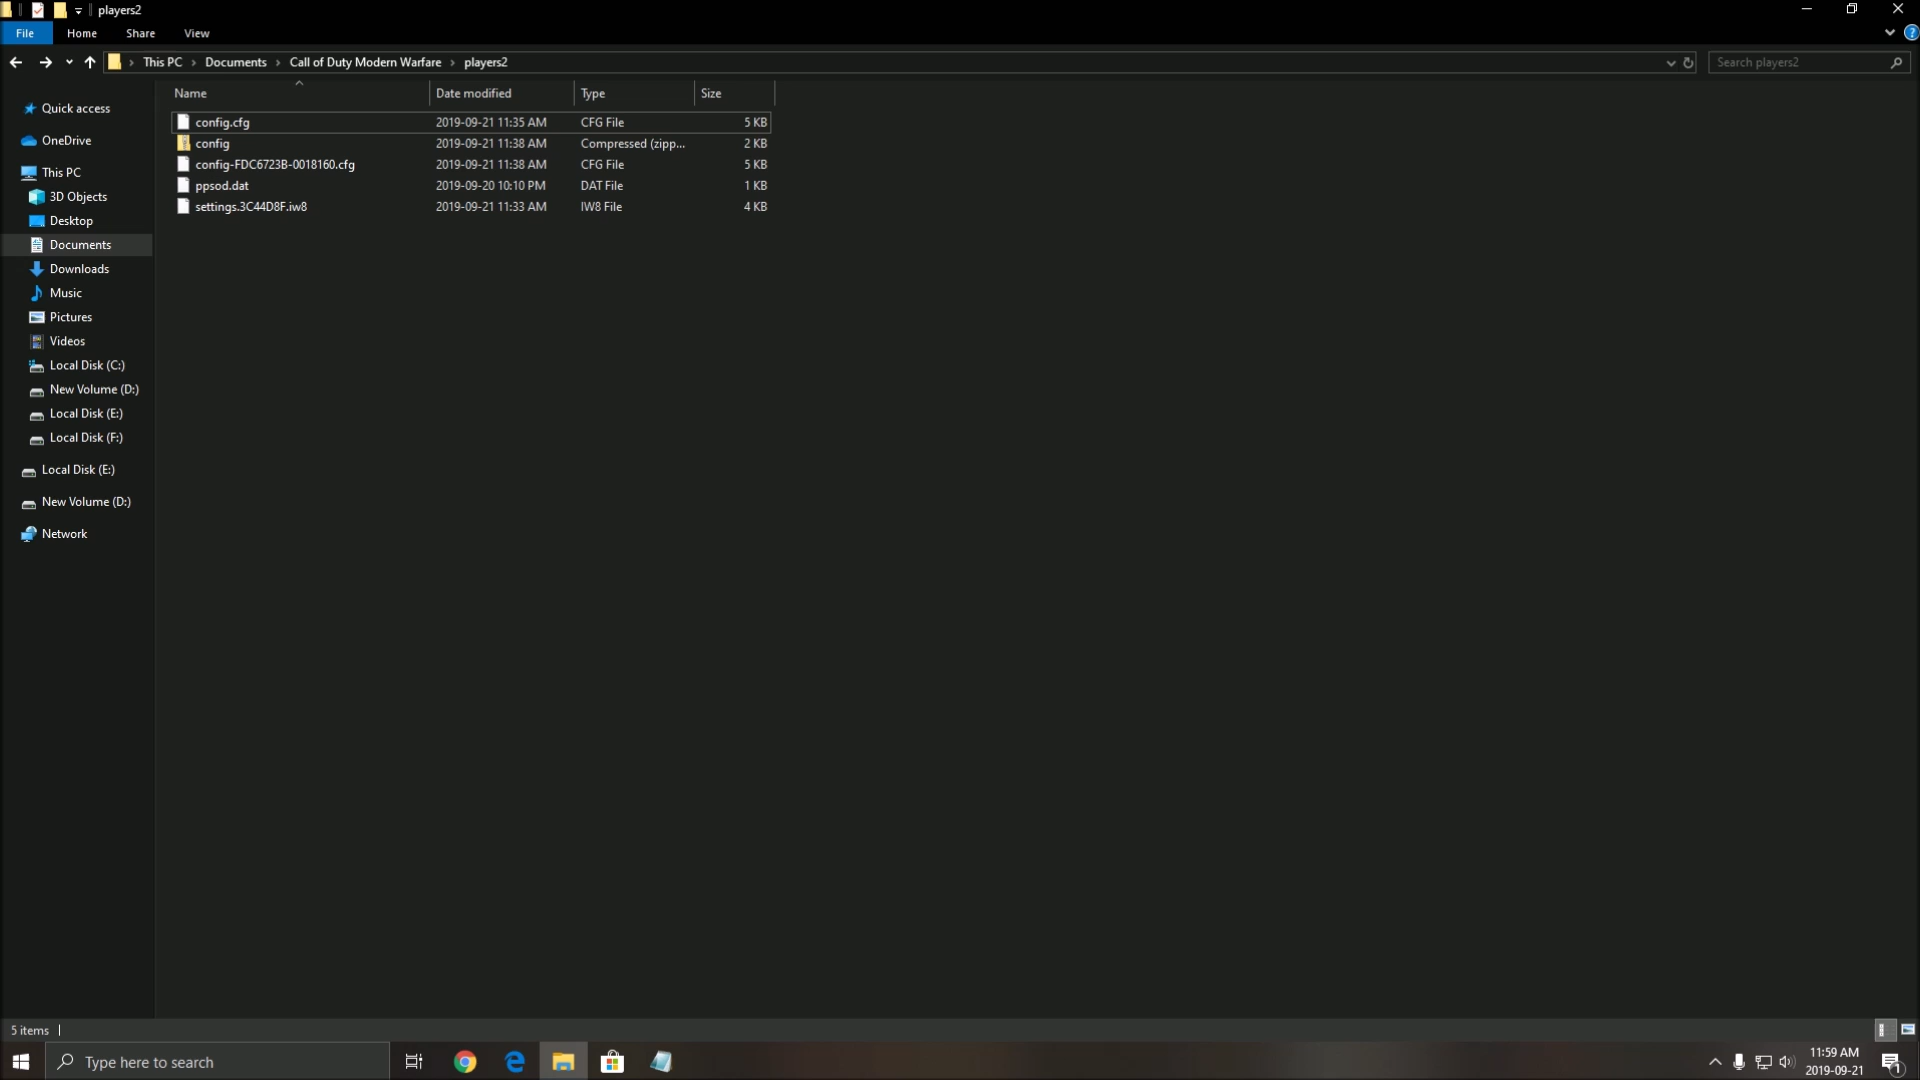 players2
File Home Share View
This PC Documents Call of Duty Modern Warfare players2 Search players2
Name Date modified Type Size
config.cfg 2019-09-21 11:35 AM CFG File 5 KB
config 2019-09-21 11:38 AM Compressed (zipp... 2 KB
config-FDC6723B-0018160.cfg 2019-09-21 11:38 AM CFG File 5 KB
ppsod.dat 2019-09-20 10:10 PM DAT File 1 KB
settings.3C44D8F.iw8 2019-09-21 11:33 AM IW8 File 4 KB
Quick access
OneDrive
This PC
3D Objects
Desktop
Documents
Downloads
Music
Pictures
Videos
Local Disk (C:)
New Volume (D:)
Local Disk (E:)
Local Disk (F:)
Local Disk (E:)
New Volume (D:)
Network
5 items
Type here to search
11:59 AM
2019-09-21
1